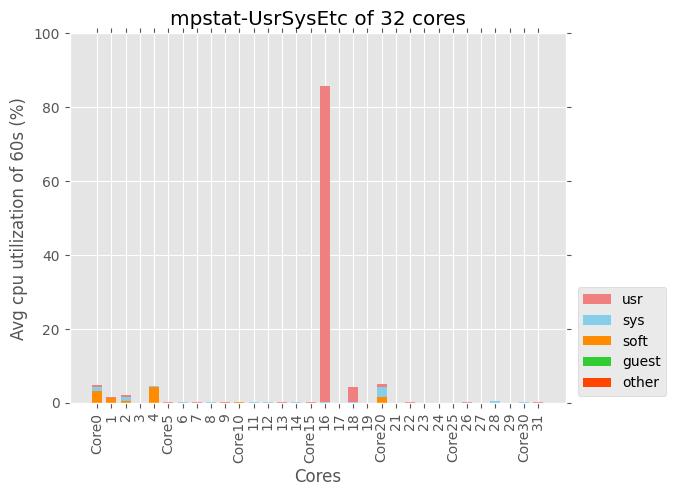 mpstat-UsrSysEtc of 32 cores
Avg cpu utilization of 60s (%)
100
80
60
40
20
0
Core0
1
2
3
4
Core5
6
7
8
9
Core10
11
12
13
14
Core15
16
17
18
19
Core20
21
22
23
24
Core25
26
27
28
29
Core30
31
Cores
usr
sys
soft
guest
other